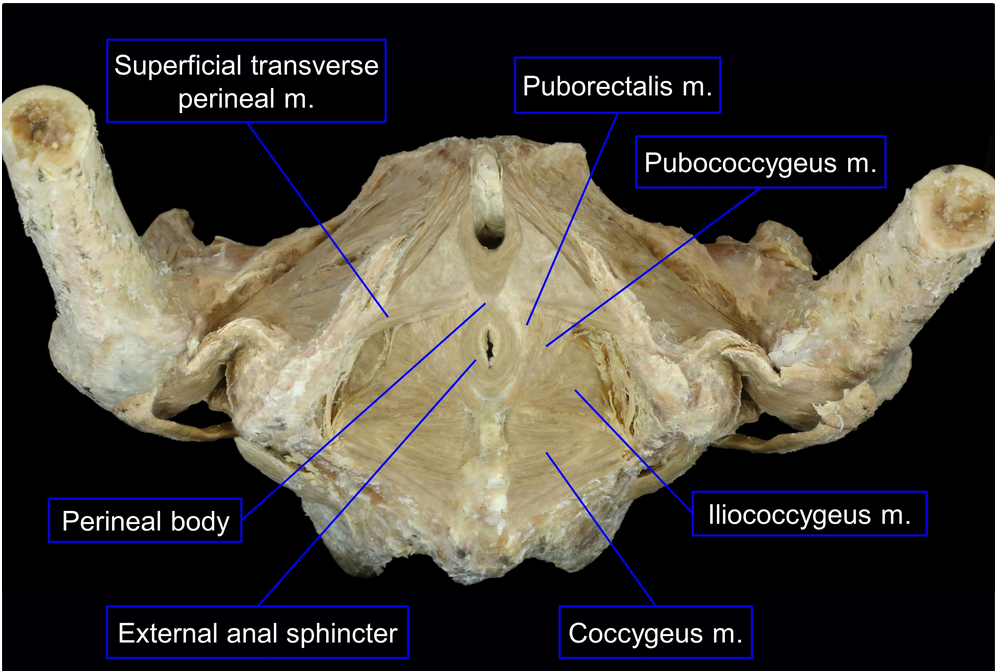 Superficial transverse
perineal m.
Puborectalis m.
Pubococcygeus m.
Perineal body
Iliococcygeus m.
External anal sphincter
Coccygeus m.